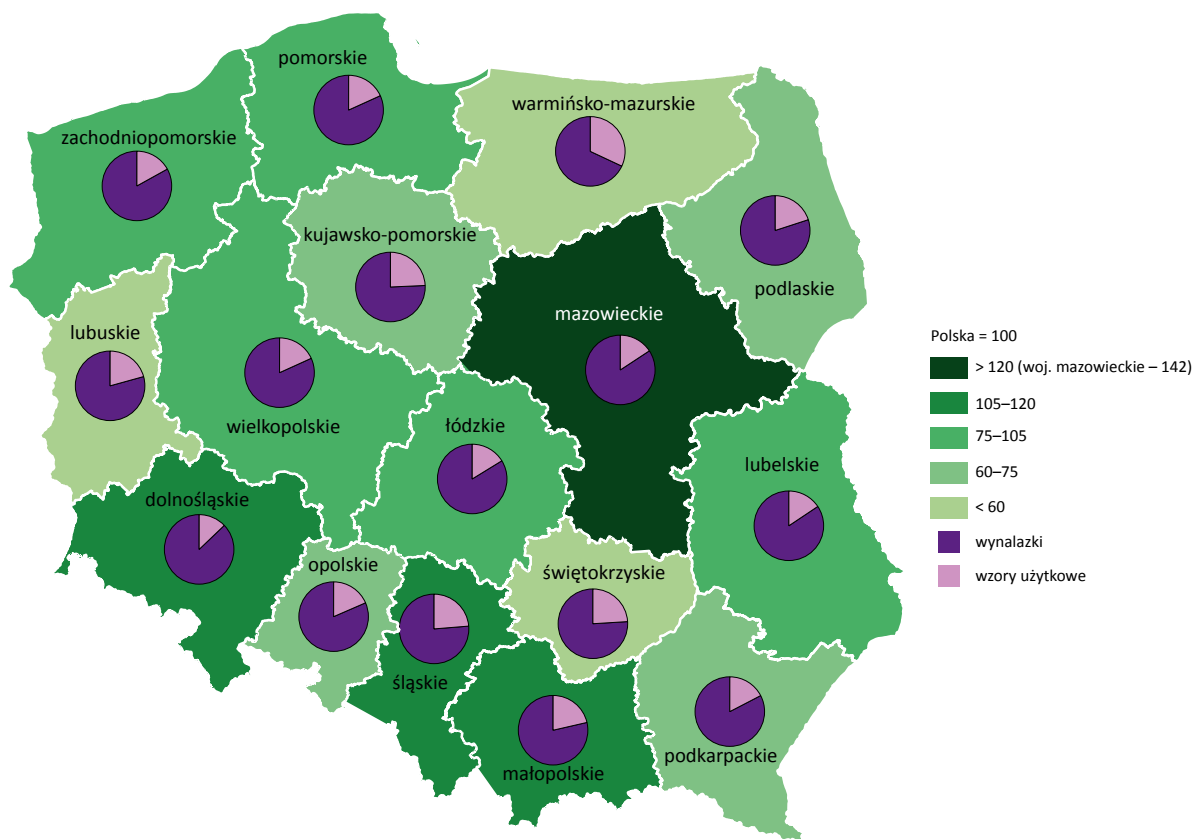 pomorskie
warmińsko-mazurskie
zachodniopomorskie
kujawsko-pomorskie
podlaskie
mazowieckie
lubuskie
wielkopolskie
łódzkie
lubelskie
dolnośląskie
opolskie
świętokrzyskie
śląskie
podkarpackie
małopolskie
Polska = 100
> 120 (woj. mazowieckie – 142)
105–120
75–105
60–75
< 60
wynalazki
wzory użytkowe